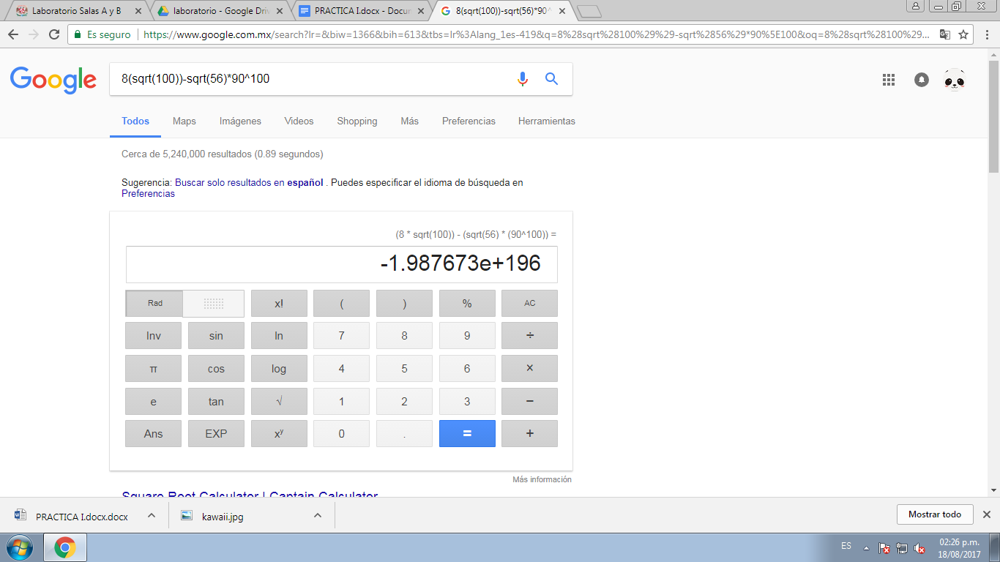 Laboratorio Salas A y B
laboratorio - Google Driv
PRACTICA I.docx - Docum
8(sqrt(100))-sqrt(56)*90^
Es seguro
https://www.google.com.mx/search?lr=&biw=1366&bih=613&tbs=lr%3Alang_1es-419&q=8%28sqrt%28100%29%29-sqrt%2856%29*90%5E100&oq=8%28sqrt%28100%29...
Google
8(sqrt(100))-sqrt(56)*90^100
Todos Maps Imágenes Videos Shopping Más Preferencias Herramientas
Cerca de 5,240,000 resultados (0.89 segundos)
Sugerencia: Buscar solo resultados en español . Puedes especificar el idioma de búsqueda en
Preferencias
(8 * sqrt(100)) - (sqrt(56) * (90^100)) =
-1.987673e+196
Rad x! ( ) % AC
Inv sin ln 7 8 9 ÷
π cos log 4 5 6 ×
e tan √ 1 2 3 −
Ans EXP xʸ 0 . = +
Más información
Square Root Calculator | Captain Calculator
PRACTICA I.docx.docx
kawaii.jpg
Mostrar todo
ES
02:26 p.m.
18/08/2017